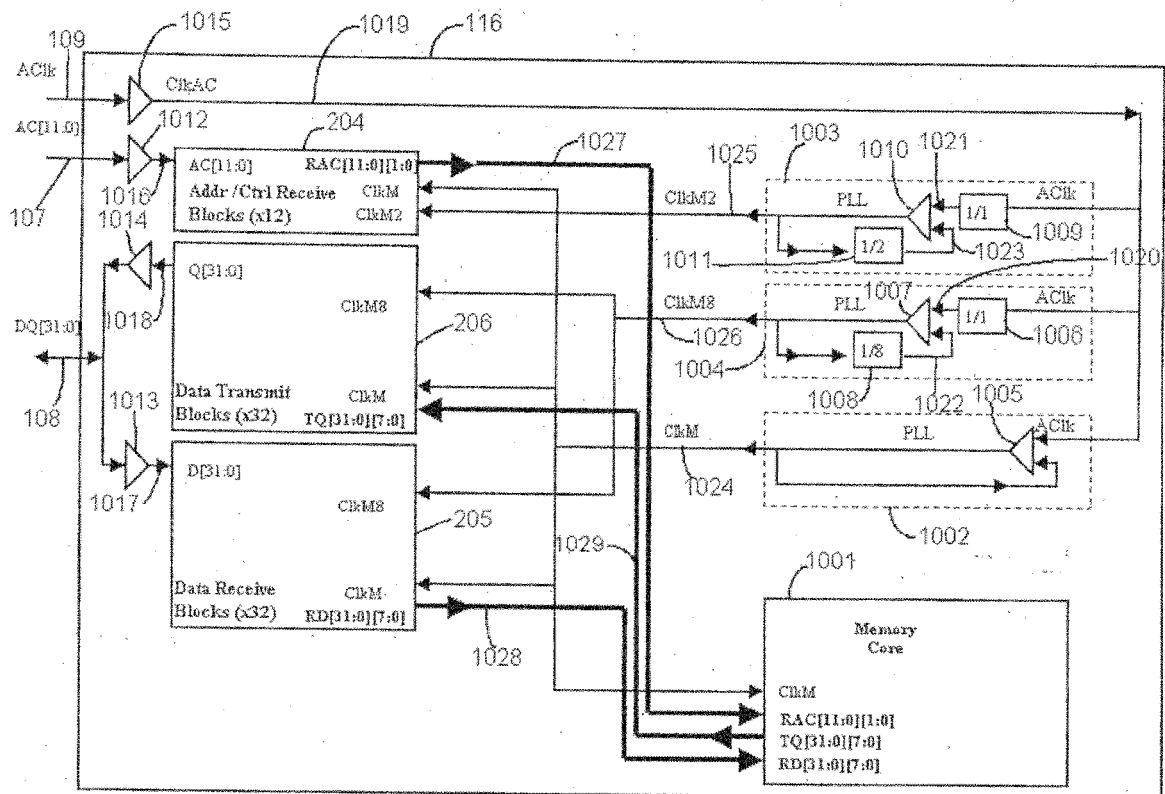 1015
116
109
1019
AClk
ClkAC
AC[11:0]
1012
204
1027
1003
1010
1021
1025
AC[11:0]
RAC[11:0][1:0]
Addr /Ctrl Receive
ClkM
Blocks (x12)
ClkM2
1016
107
1014
ClkM2
PLL
1/1
AClk
1/2
1011
1023
1009
1020
1007
Q[31:0]
1018
ClkM8
ClkM8
PLL
1/1
AClk
DQ[31:0]
206
1026
1004
1/8
1006
108
Data Transmit
ClkM
Blocks (x32)
TQ[31:0][7:0]
1008
1022
1005
1013
ClkM
PLL
AClk
D[31:0]
1017
1024
ClkM8
205
1002
1029
1001
Data Receive
ClkM
Blocks (x32)
RD[31:0][7:0]
1028
Memory
Core
ClkM
RAC[11:0][1:0]
TQ[31:0][7:0]
RD[31:0][7:0]